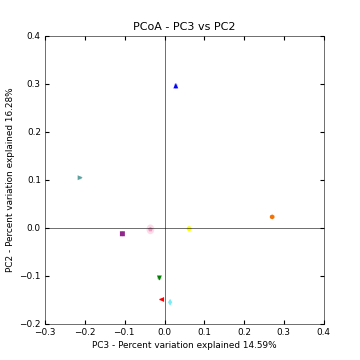 PCoA - PC3 vs PC2
0.4
0.3
0.2
0.1
0.0
−0.1
−0.2
PC2 - Percent variation explained 16.28%
−0.3 −0.2 −0.1 0.0 0.1 0.2 0.3 0.4
PC3 - Percent variation explained 14.59%